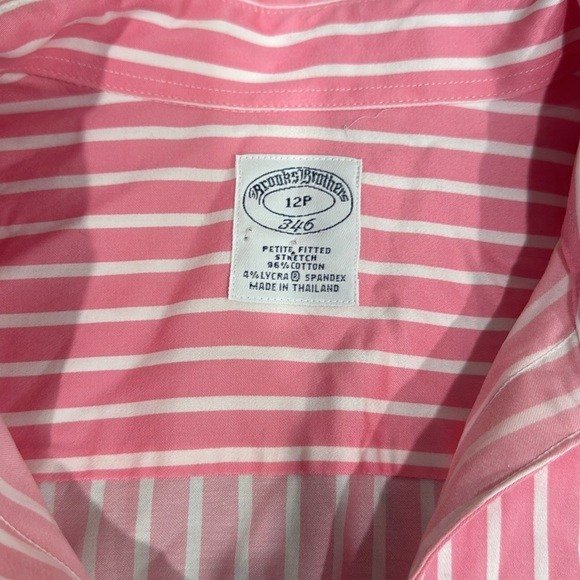 Brooks Brothers
12P
346
PETITE FITTED
STRETCH
96% COTTON
4% LYCRA® SPANDEX
MADE IN THAILAND